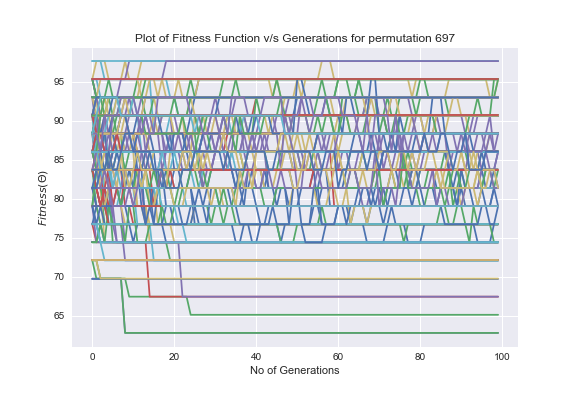 Plot of Fitness Function v/s Generations for permutation 697
Fitness(Θ)
95
90
85
80
75
70
65
0 20 40 60 80 100
No of Generations